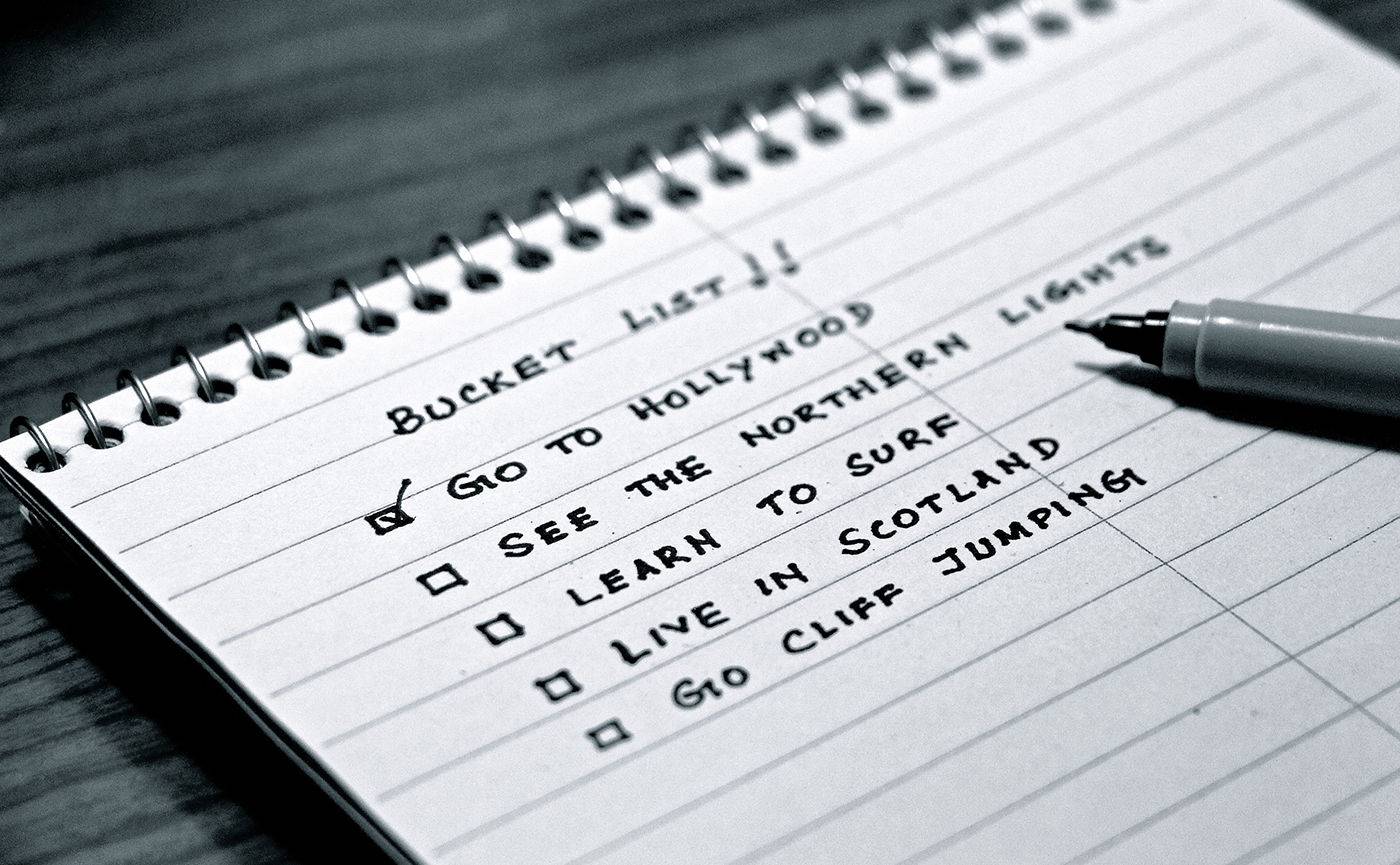 BUCKET LIST !!
GO TO HOLLYWOOD
SEE THE NORTHERN LIGHTS
LEARN TO SURF
LIVE IN SCOTLAND
GO CLIFF JUMPING